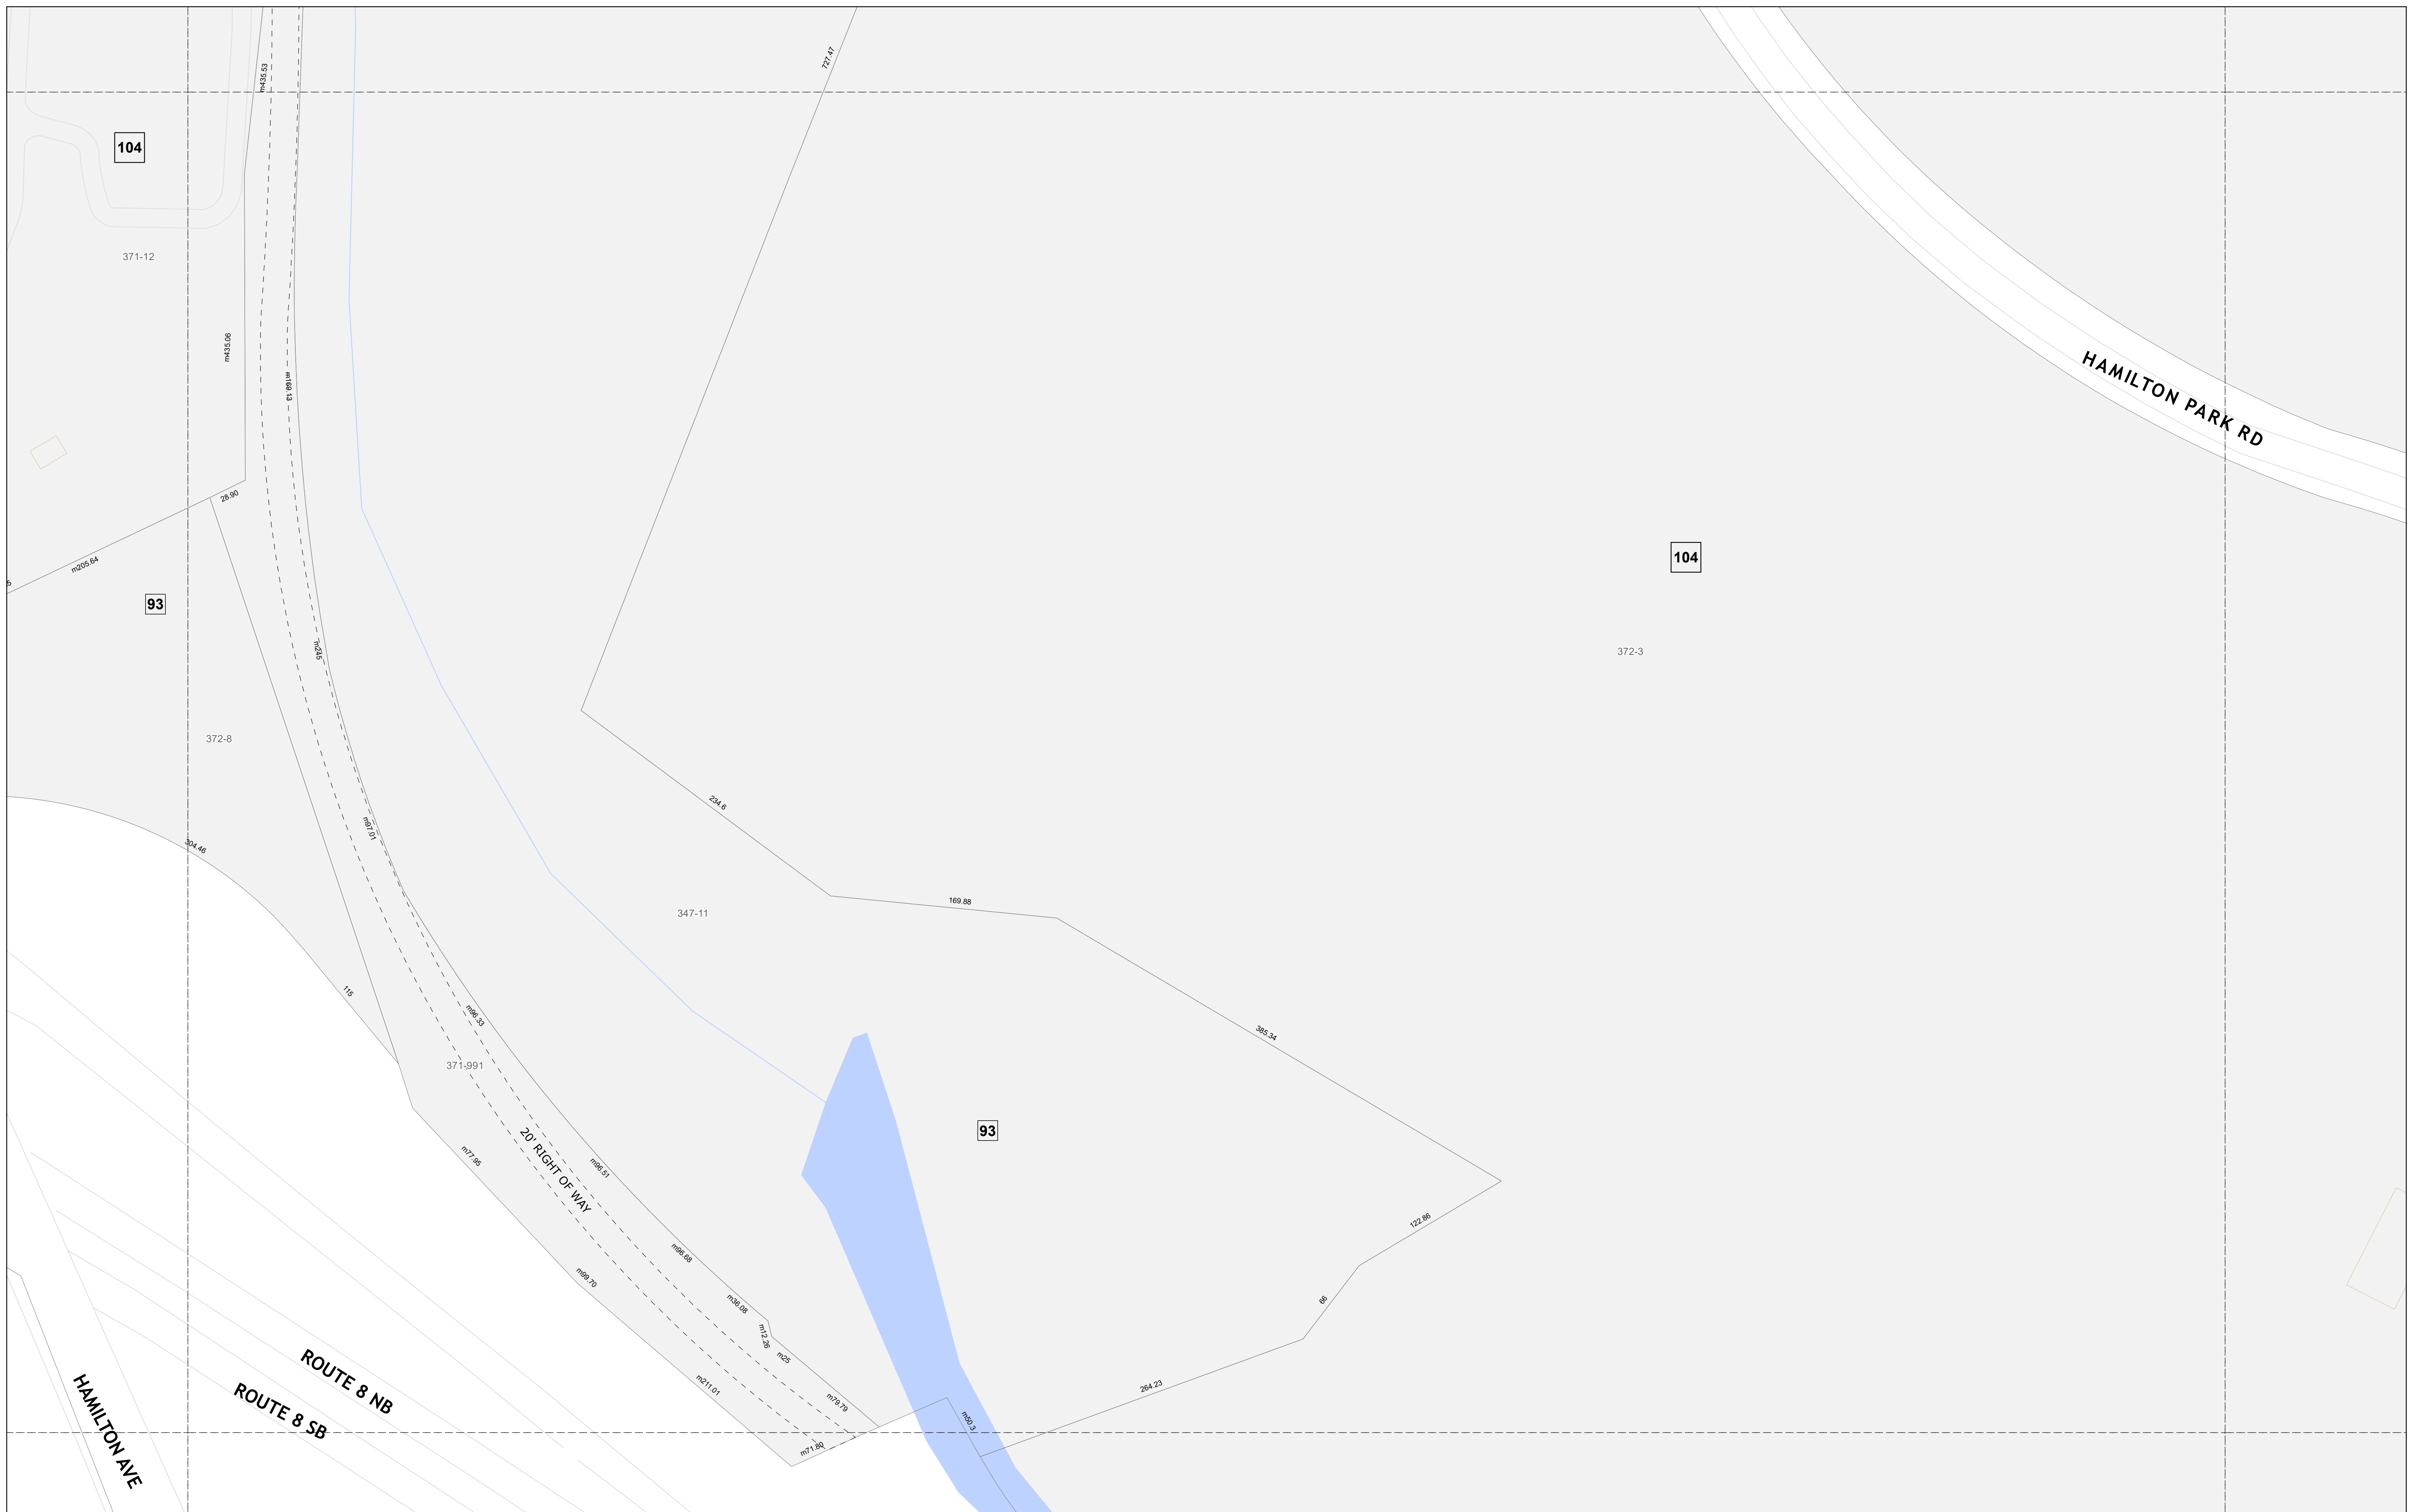 727.47
m435.53
104
371-12
m435.06
m169.13
HAMILTON PARK RD
28.90
m205.64
104
93
m245
372-3
372-8
234.6
m97.01
304.46
169.88
347-11
115
m96.33
385.34
371-991
93
m77.95
20' RIGHT OF WAY
m96.51
122.86
m96.68
m99.70
66
m36.08
m12.26
m25
ROUTE 8 NB
m211.01
264.23
m79.79
ROUTE 8 SB
m50.3
HAMILTON AVE
m71.80